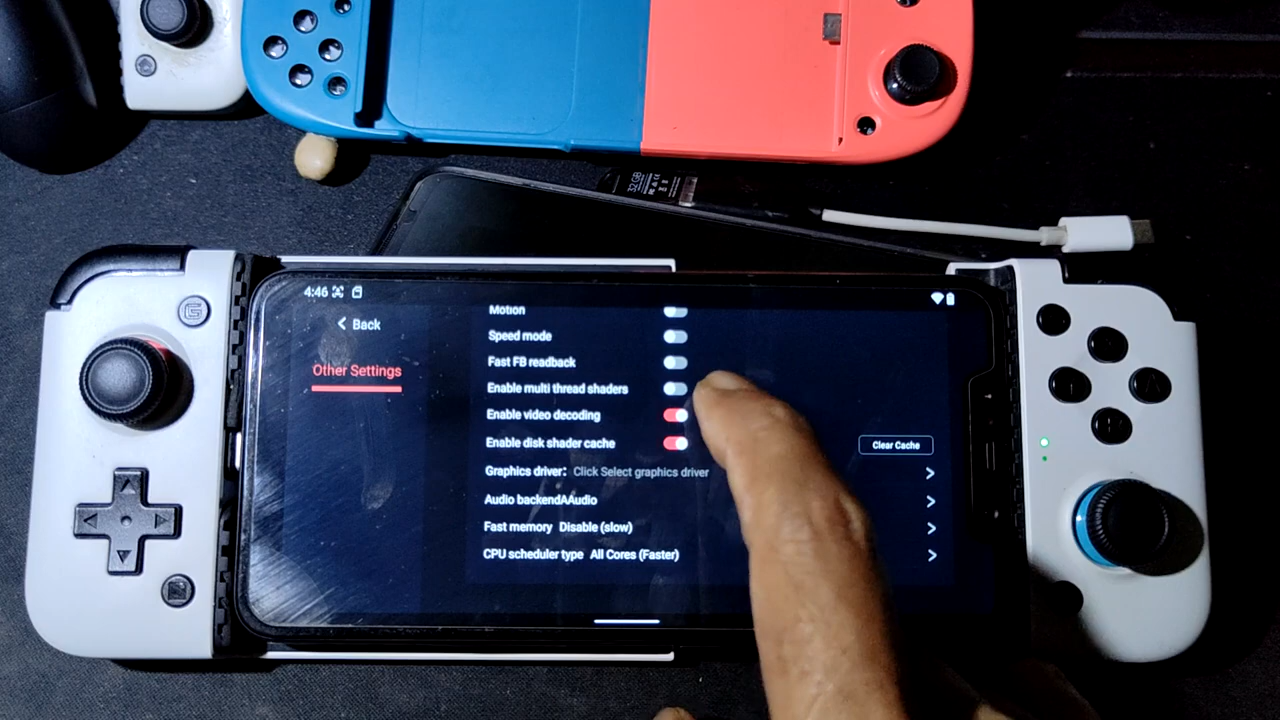 32 GB
4:46
Back
Other Settings
Motion
Speed mode
Fast FB readback
Enable multi thread shaders
Enable video decoding
Enable disk shader cache
Clear Cache
Graphics driver: Click Select graphics driver
Audio backendAAudio
Fast memory Disable (slow)
CPU scheduler type All Cores (Faster)